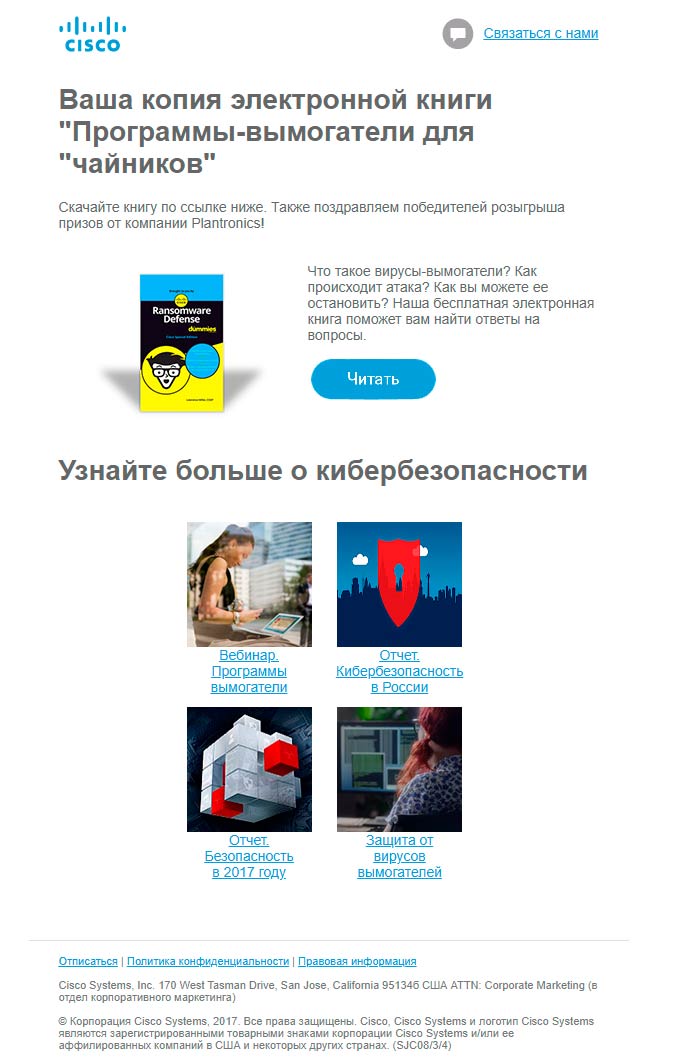 CISCO
Связаться с нами
Ваша копия электронной книги
"Программы-вымогатели для
"чайников"
Скачайте книгу по ссылке ниже. Также поздравляем победителей розыгрыша
призов от компании Plantronics!
Ransomware
Defense
dummies
Cisco Special Edition
Что такое вирусы-вымогатели? Как
происходит атака? Как вы можете ее
остановить? Наша бесплатная электронная
книга поможет вам найти ответы на
вопросы.
Читать
Узнайте больше о кибербезопасности
Вебинар.
Программы
вымогатели
Отчет.
Кибербезопасность
в России
Отчет.
Безопасность
в 2017 году
Защита от
вирусов
вымогателей
Отписаться | Политика конфиденциальности | Правовая информация
Cisco Systems, Inc. 170 West Tasman Drive, San Jose, California 951346 США ATTN: Corporate Marketing (в
отдел корпоративного маркетинга)
© Корпорация Cisco Systems, 2017. Все права защищены. Cisco, Cisco Systems и логотип Cisco Systems
являются зарегистрированными товарными знаками корпорации Cisco Systems и/или ее
аффилированных компаний в США и некоторых других странах. (SJC08/3/4)